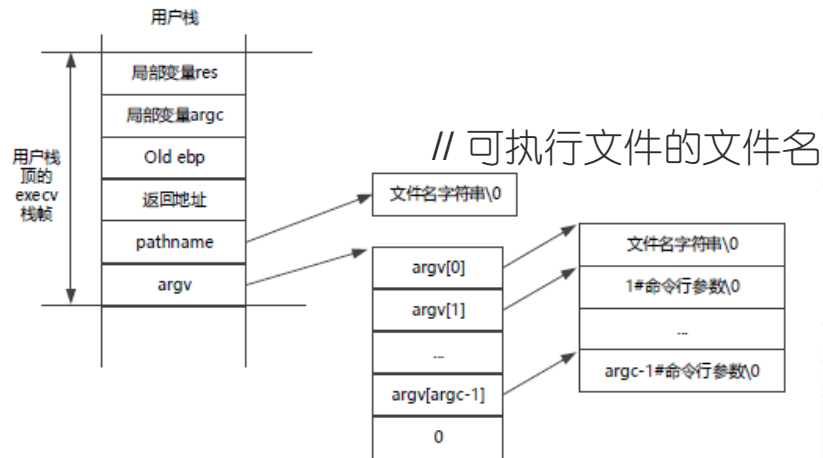 用户栈
局部变量res
局部变量argc
// 可执行文件的文件名
用户栈
顶的
execv
栈帧
Old ebp
返回地址
文件名字符串\0
pathname
argv
argv[0]
argv[1]
...
argv[argc-1]
0
文件名字符串\0
1#命令行参数\0
...
argc-1#命令行参数\0